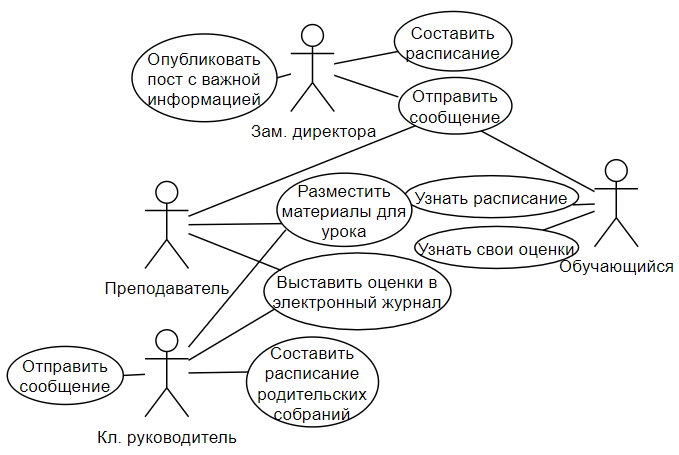 Составить
расписание
Опубликовать
пост с важной
информацией
Отправить
сообщение
Зам. директора
Разместить
материалы для
урока
Узнать расписание
Узнать свои оценки
Обучающийся
Преподаватель
Выставить оценки в
электронный журнал
Отправить
сообщение
Составить
расписание
родительских
собраний
Кл. руководитель